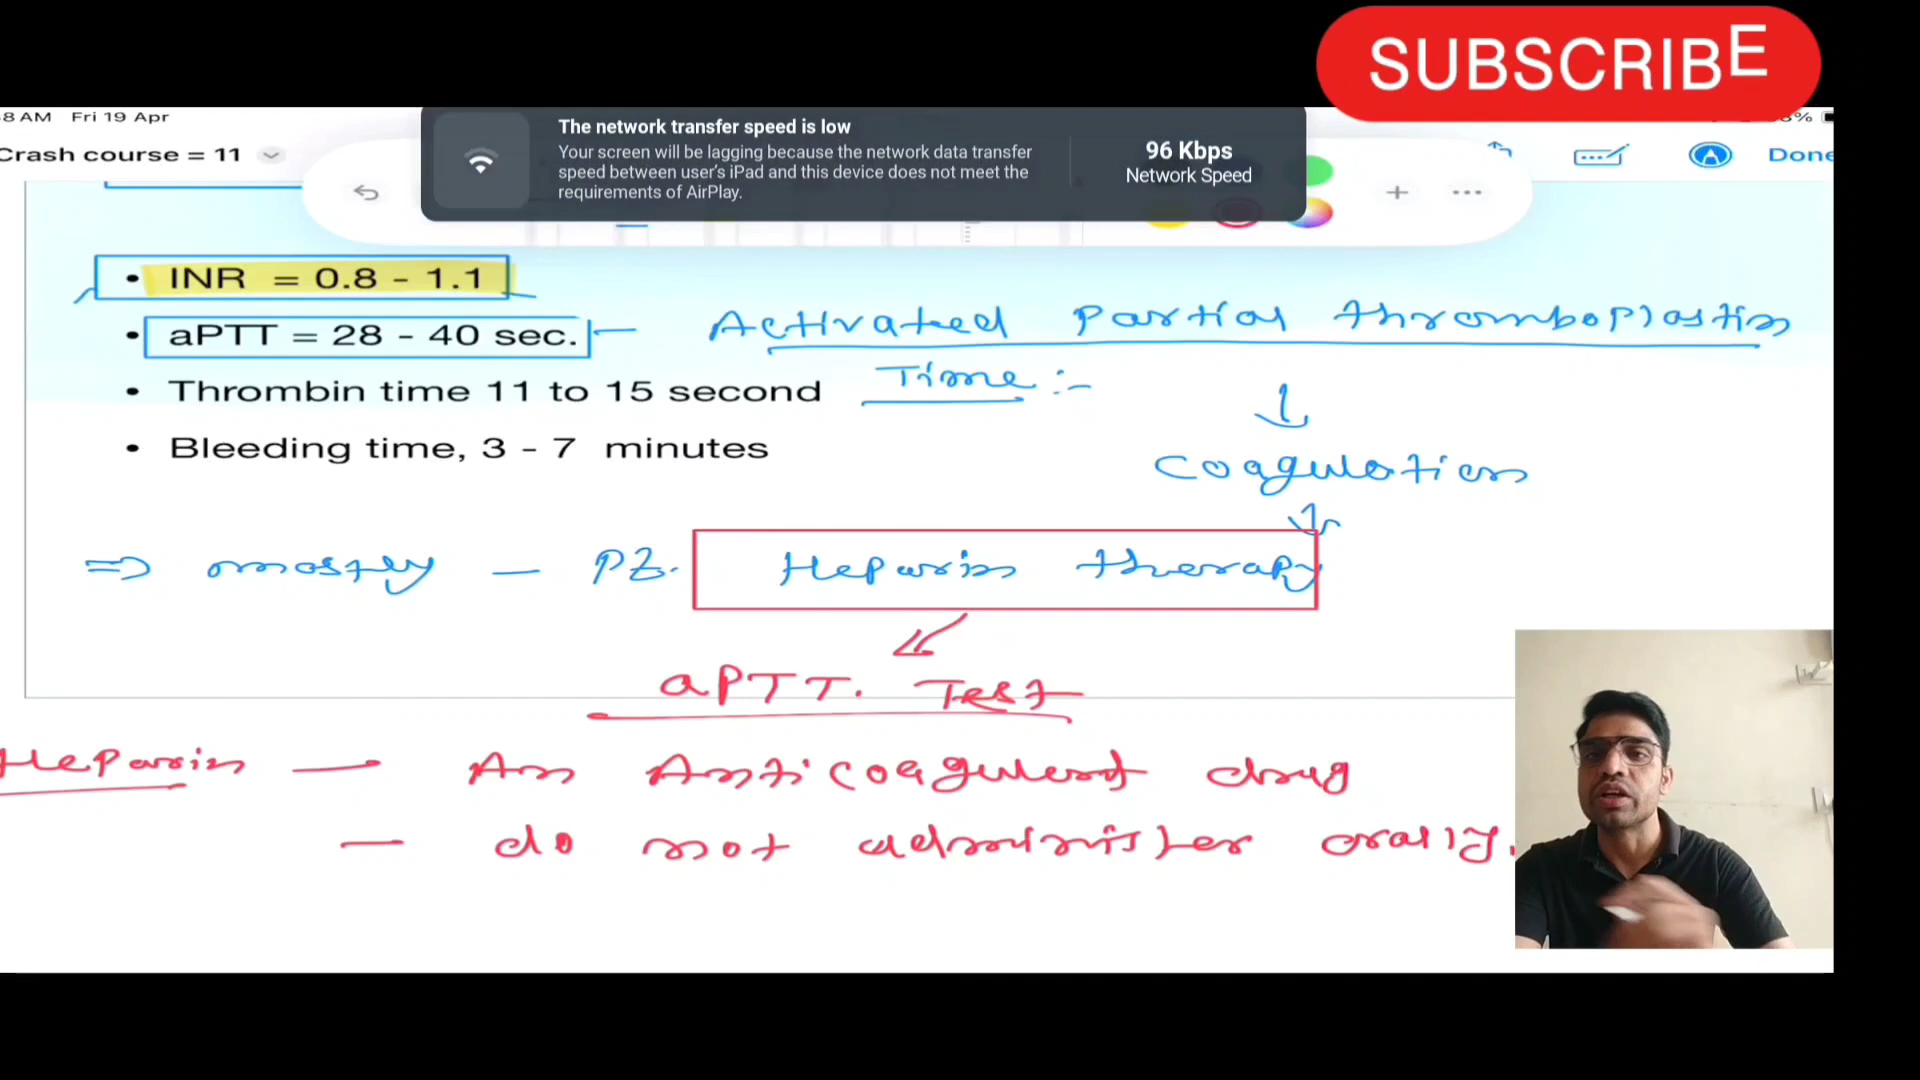 SUBSCRIBE
8 AM Fri 19 Apr
Crash course = 11
Done
The network transfer speed is low
Your screen will be lagging because the network data transfer
speed between user's iPad and this device does not meet the
requirements of AirPlay.
96 Kbps
Network Speed
• INR = 0.8 - 1.1
• aPTT = 28 - 40 sec. — Activated Partial thromboplastin
Time :-
• Thrombin time 11 to 15 second
• Bleeding time, 3 - 7 minutes
↓
coagulation
⇒ mostly — PZ. Heparin therapy
aPTT. Test
Heparin — An Anticoagulent drug
— do not administer orally.